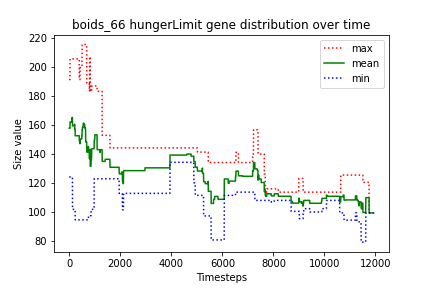 boids_66 hungerLimit gene distribution over time
220
200
180
160
140
120
100
80
Size value
max
mean
min
0 2000 4000 6000 8000 10000 12000
Timesteps